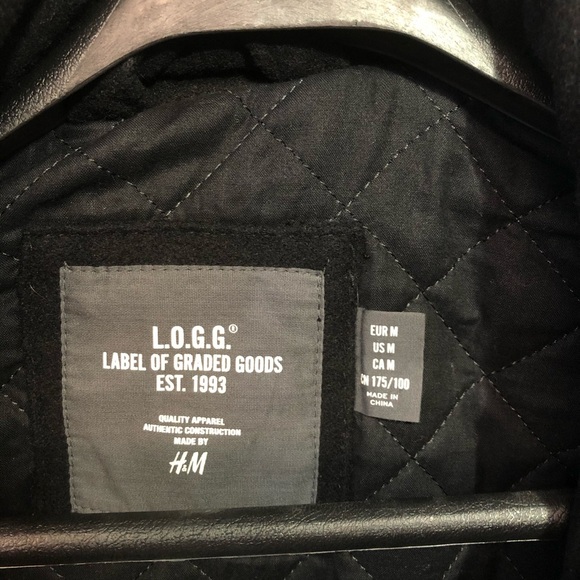 L.O.G.G.®
LABEL OF GRADED GOODS
EST. 1993
QUALITY APPAREL
AUTHENTIC CONSTRUCTION
MADE BY
H&M
EUR M
US M
CA M
CN 175/100
MADE IN
CHINA